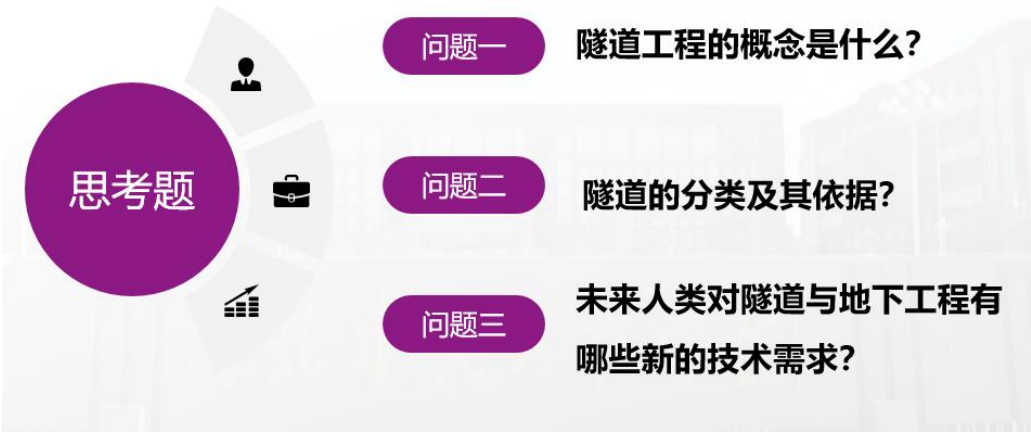 思考题
问题一
隧道工程的概念是什么？
问题二
隧道的分类及其依据？
问题三
未来人类对隧道与地下工程有
哪些新的技术需求？